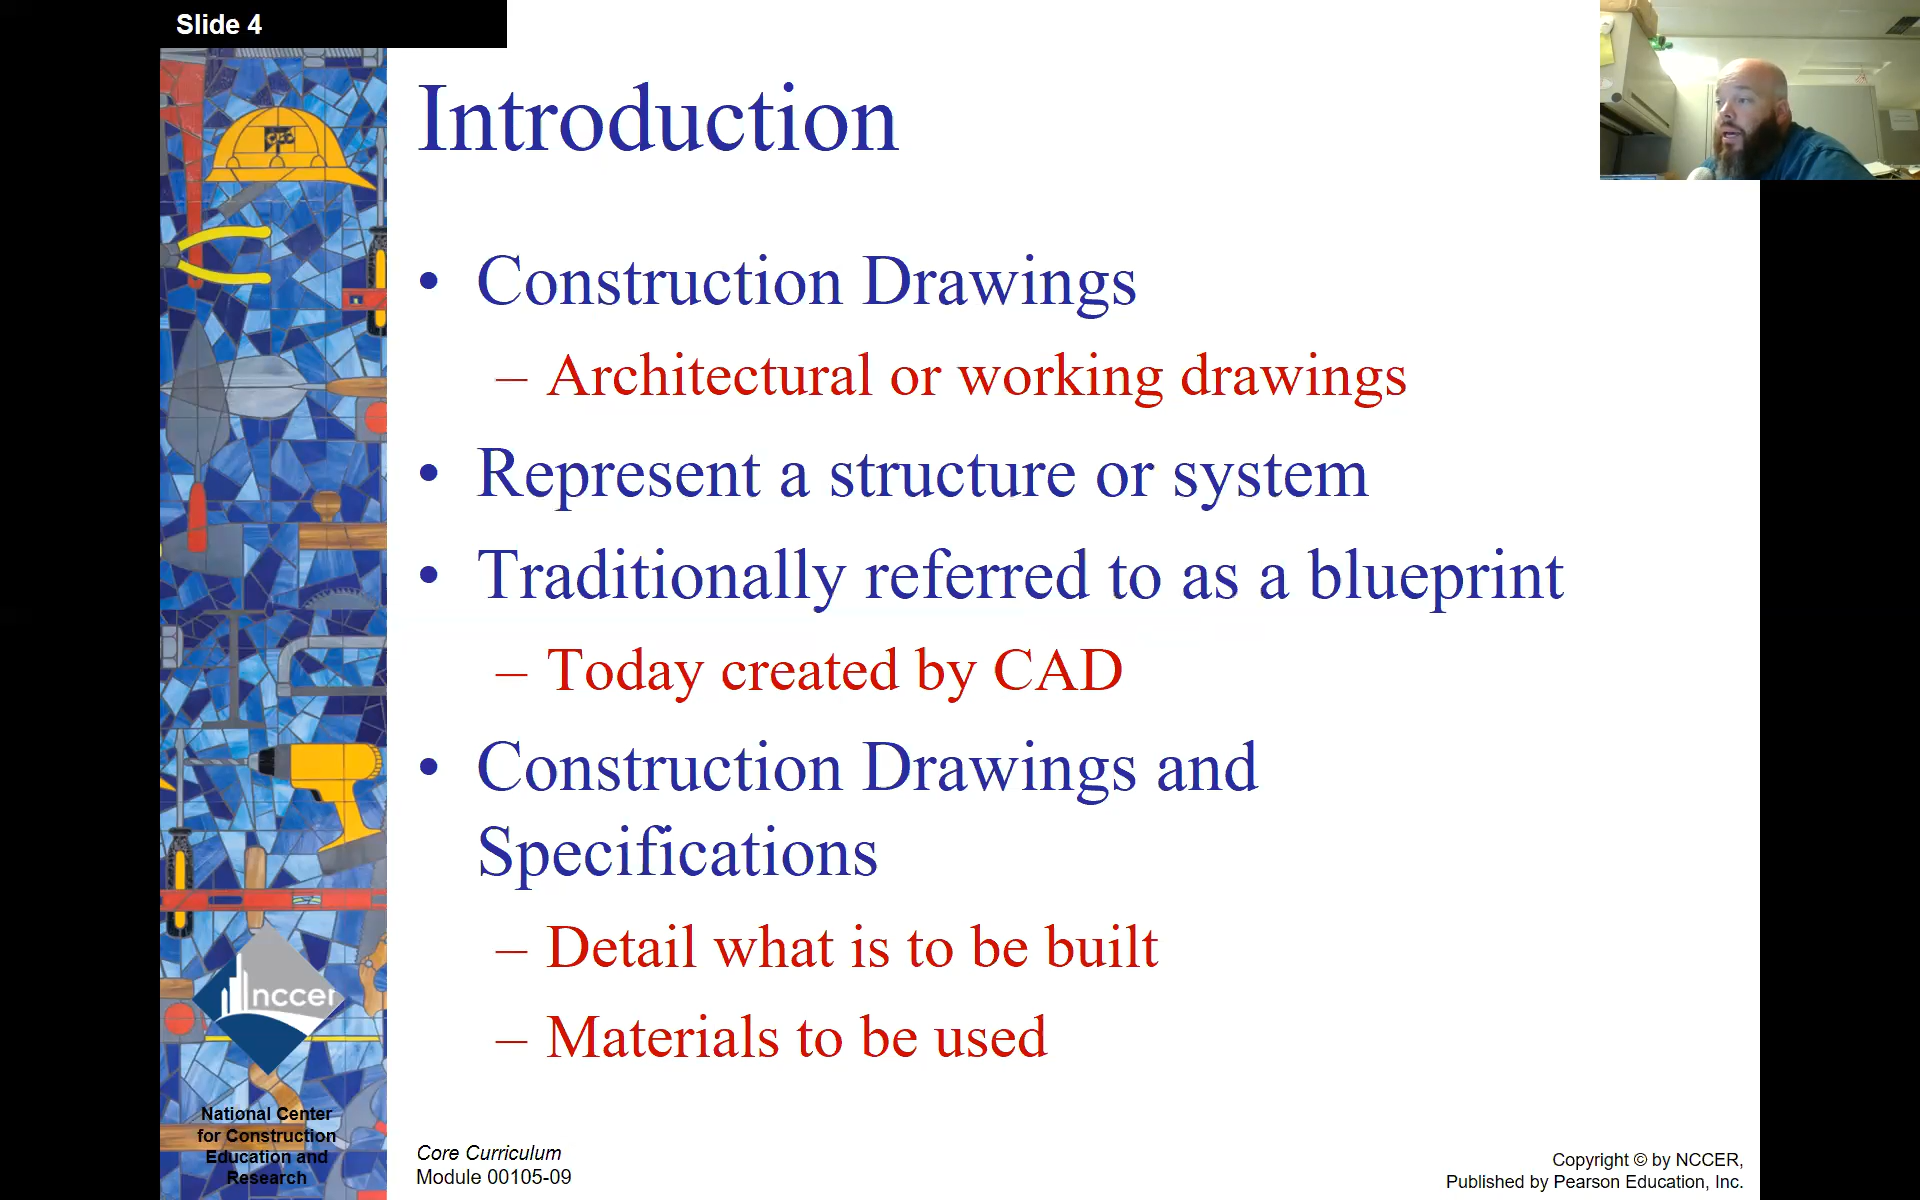 Slide 4
Introduction
• Construction Drawings
– Architectural or working drawings
• Represent a structure or system
• Traditionally referred to as a blueprint
– Today created by CAD
• Construction Drawings and
Specifications
– Detail what is to be built
– Materials to be used
nccer
National Center
for Construction
Education and
Research
Core Curriculum
Module 00105-09
Copyright © by NCCER,
Published by Pearson Education, Inc.